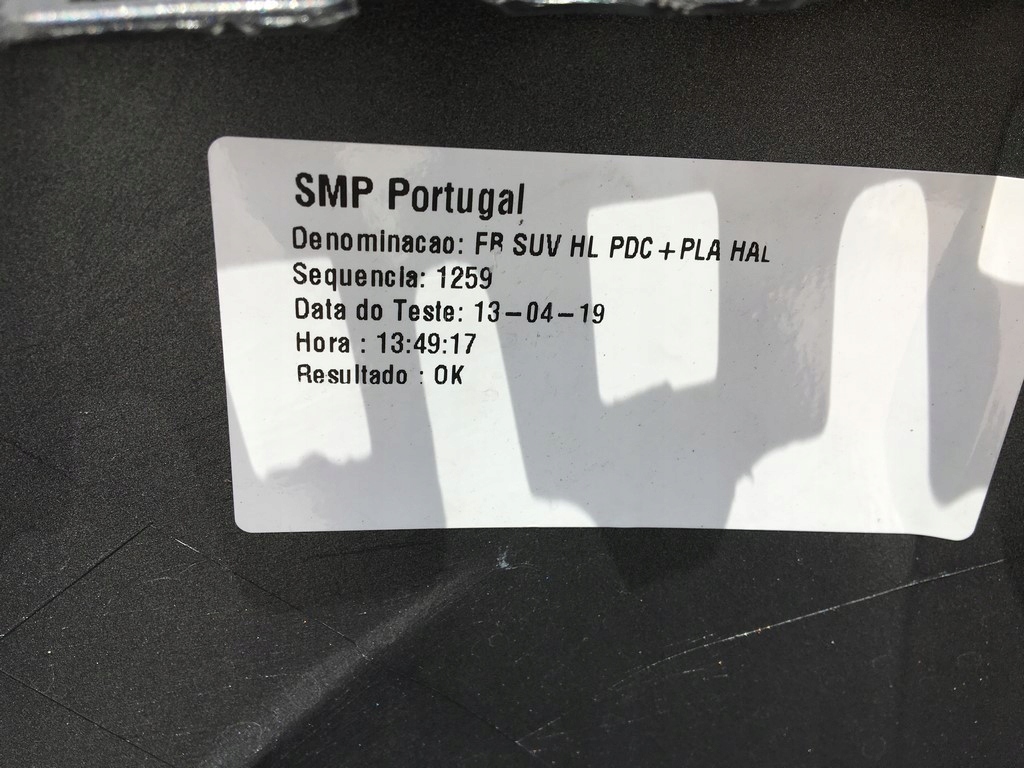 SMP Portugal
Denominacao: FR SUV HL PDC+PLA HAL
Sequencia: 1259
Data do Teste: 13-04-19
Hora : 13:49:17
Resultado : OK